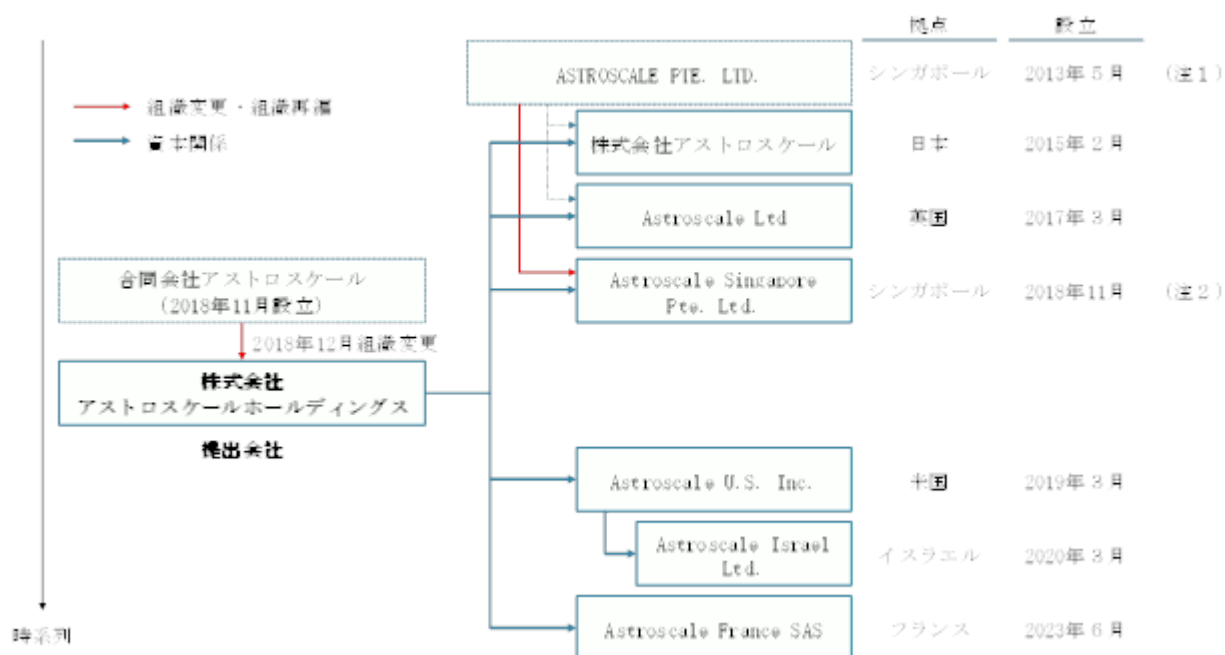 拠点 設立
ASTROSCALE PTE. LTD. シンガポール 2013年5月 (注1)
組織変更・組織再編
資本関係
株式会社アストロスケール 日本 2015年2月
Astroscale Ltd 英国 2017年3月
合同会社アストロスケール
(2018年11月設立)
Astroscale Singapore
Pte. Ltd. シンガポール 2018年11月 (注2)
2018年12月組織変更
株式会社
アストロスケールホールディングス
提出会社
Astroscale U.S. Inc. 米国 2019年3月
Astroscale Israel
Ltd. イスラエル 2020年3月
Astroscale France SAS フランス 2023年6月
時系列